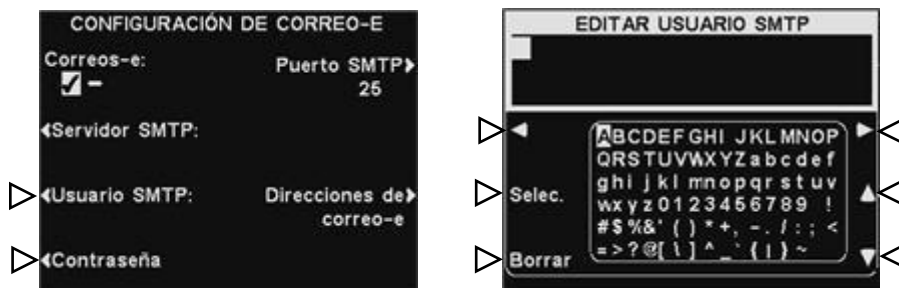 CONFIGURACIÓN DE CORREO-E
Correos-e:
Puerto SMTP
25
Servidor SMTP:
Usuario SMTP:
Direcciones de
correo-e
Contraseña
EDITAR USUARIO SMTP
ABCDEFGHIJKLMNOP
QRSTUVWXYZabcdef
Selec.
ghijklmnopqrstuv
wxyz0123456789 !
#$%&'()*+,-./:;<
Borrar
=>?@[\]^_`{|}~